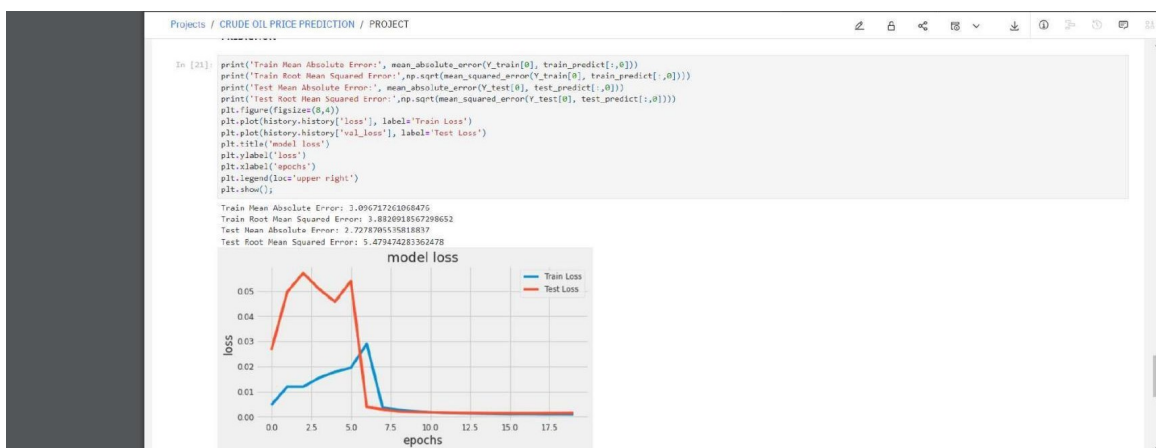 Projects / CRUDE OIL PRICE PREDICTION / PROJECT
PREDICTION
In [21]: print('Train Mean Absolute Error:', mean_absolute_error(Y_train[0], train_predict[:,0]))
print('Train Root Mean Squared Error:',np.sqrt(mean_squared_error(Y_train[0], train_predict[:,0])))
print('Test Mean Absolute Error:', mean_absolute_error(Y_test[0], test_predict[:,0]))
print('Test Root Mean Squared Error:',np.sqrt(mean_squared_error(Y_test[0], test_predict[:,0])))
plt.figure(figsize=(8,4))
plt.plot(history.history['loss'], label='Train Loss')
plt.plot(history.history['val_loss'], label='Test Loss')
plt.title('model loss')
plt.ylabel('loss')
plt.xlabel('epochs')
plt.legend(loc='upper right')
plt.show();
Train Mean Absolute Error: 3.096717261068476
Train Root Mean Squared Error: 3.8820918567298652
Test Mean Absolute Error: 2.7278705535818837
Test Root Mean Squared Error: 5.479474283362478
model loss
Train Loss
Test Loss
0.05
0.04
0.03
0.02
0.01
0.00
loss
0.0 2.5 5.0 7.5 10.0 12.5 15.0 17.5
epochs